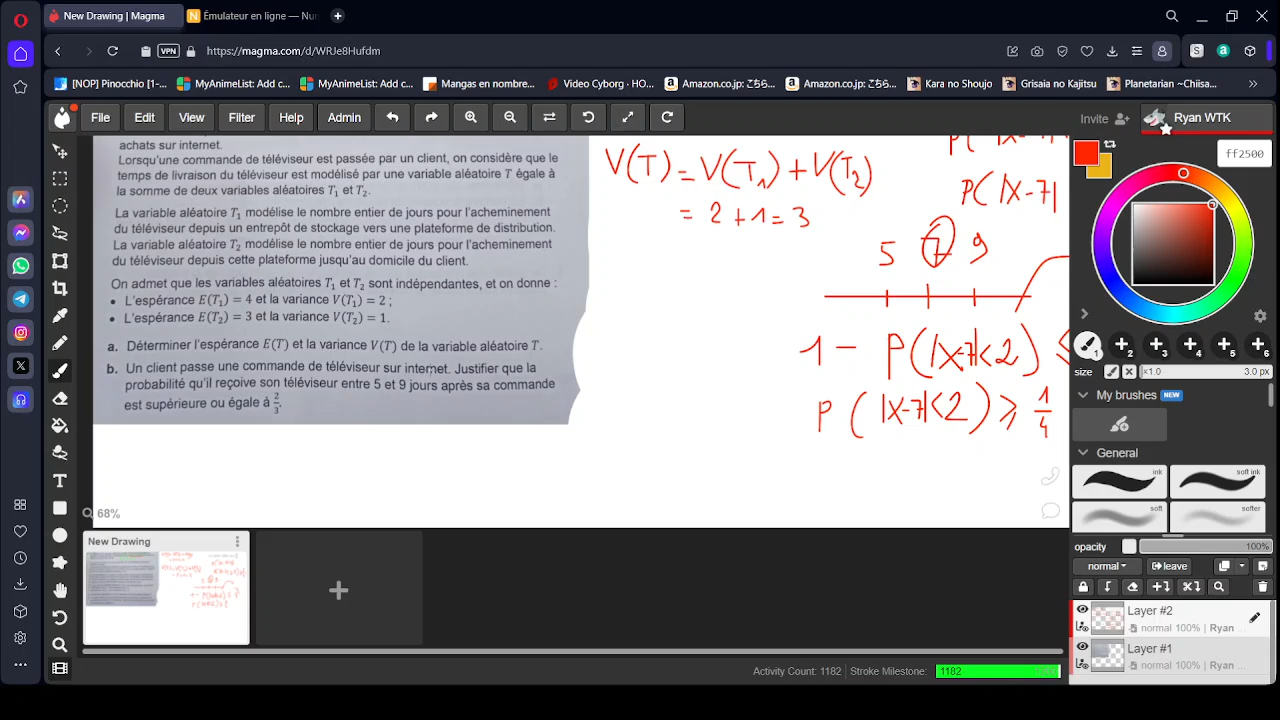 New Drawing | Magma
Émulateur en ligne — Nu
VPN
https://magma.com/d/WRJe8Hufdm
[NOP] Pinocchio [1-...
MyAnimeList: Add c...
MyAnimeList: Add c...
Mangas en nombre...
Video Cyborg - HO...
Amazon.co.jp: こちら...
Amazon.co.jp: こちら...
Kara no Shoujo
Grisaia no Kajitsu
Planetarian ~Chiisa...
File
Edit
View
Filter
Help
Admin
Invite
Ryan WTK
ff2500
achats sur internet.
Lorsqu'une commande de téléviseur est passée par un client, on considère que le
temps de livraison du téléviseur est modélisé par une variable aléatoire T égale à
la somme de deux variables aléatoires T₁ et T₂.
La variable aléatoire T₁ modélise le nombre entier de jours pour l'acheminement
du téléviseur depuis un entrepôt de stockage vers une plateforme de distribution.
La variable aléatoire T₂ modélise le nombre entier de jours pour l'acheminement
du téléviseur depuis cette plateforme jusqu'au domicile du client.
On admet que les variables aléatoires T₁ et T₂ sont indépendantes, et on donne :
• L'espérance E(T₁) = 4 et la variance V(T₁) = 2 ;
• L'espérance E(T₂) = 3 et la variance V(T₂) = 1.
a. Déterminer l'espérance E(T) et la variance V(T) de la variable aléatoire T.
b. Un client passe une commande de téléviseur sur internet. Justifier que la
probabilité qu'il reçoive son téléviseur entre 5 et 9 jours après sa commande
est supérieure ou égale à 2/3.
V(T) = V(T₁) + V(T₂)
= 2 + 1 = 3
P(|X-7|
5 7 9
1 - P(|X-7|<2) ≤
P(|X-7|<2) ≥ 1/4
68%
1
+2
+3
+4
+5
+6
size
×1.0
3.0 px
My brushes NEW
General
ink
soft ink
soft
softer
opacity
100%
normal
leave
New Drawing
Layer #2
normal 100% | Ryan ...
Layer #1
normal 100% | Ryan ...
Activity Count: 1182
Stroke Milestone:
1182